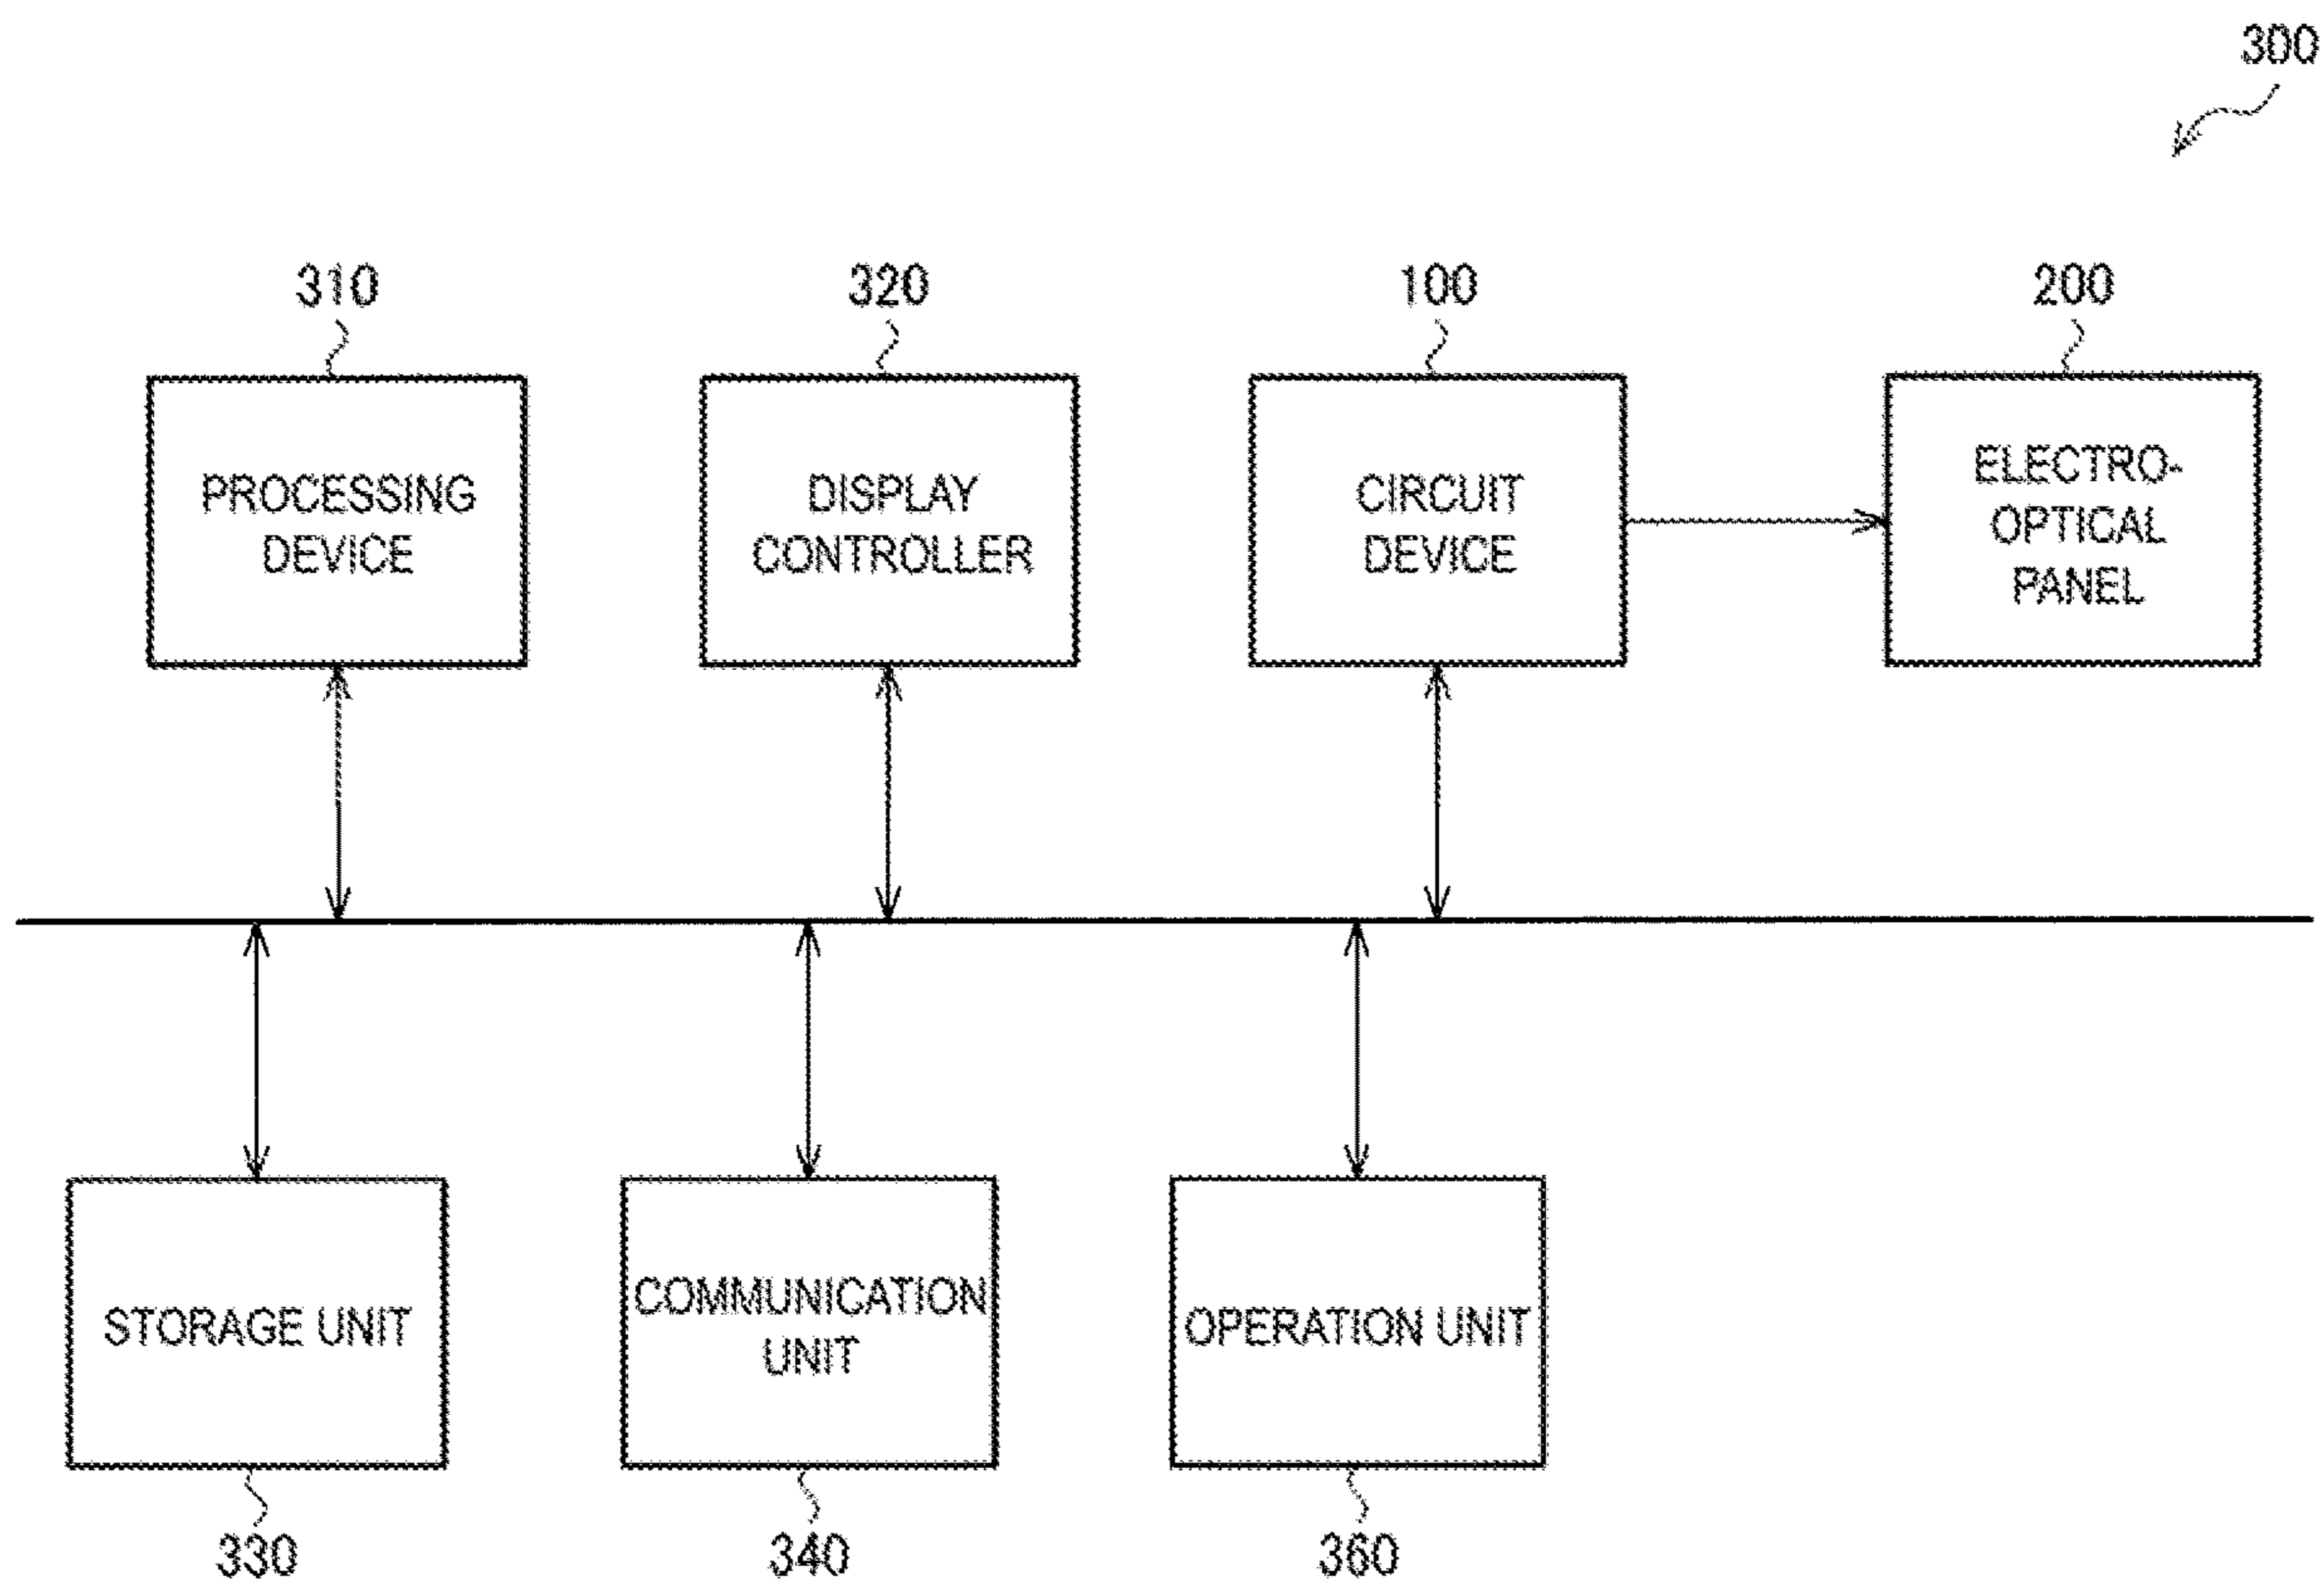 300
310
320
100
200
PROCESSING
DEVICE
DISPLAY
CONTROLLER
CIRCUIT
DEVICE
ELECTRO-
OPTICAL
PANEL
STORAGE UNIT
COMMUNICATION
UNIT
OPERATION UNIT
330
340
360